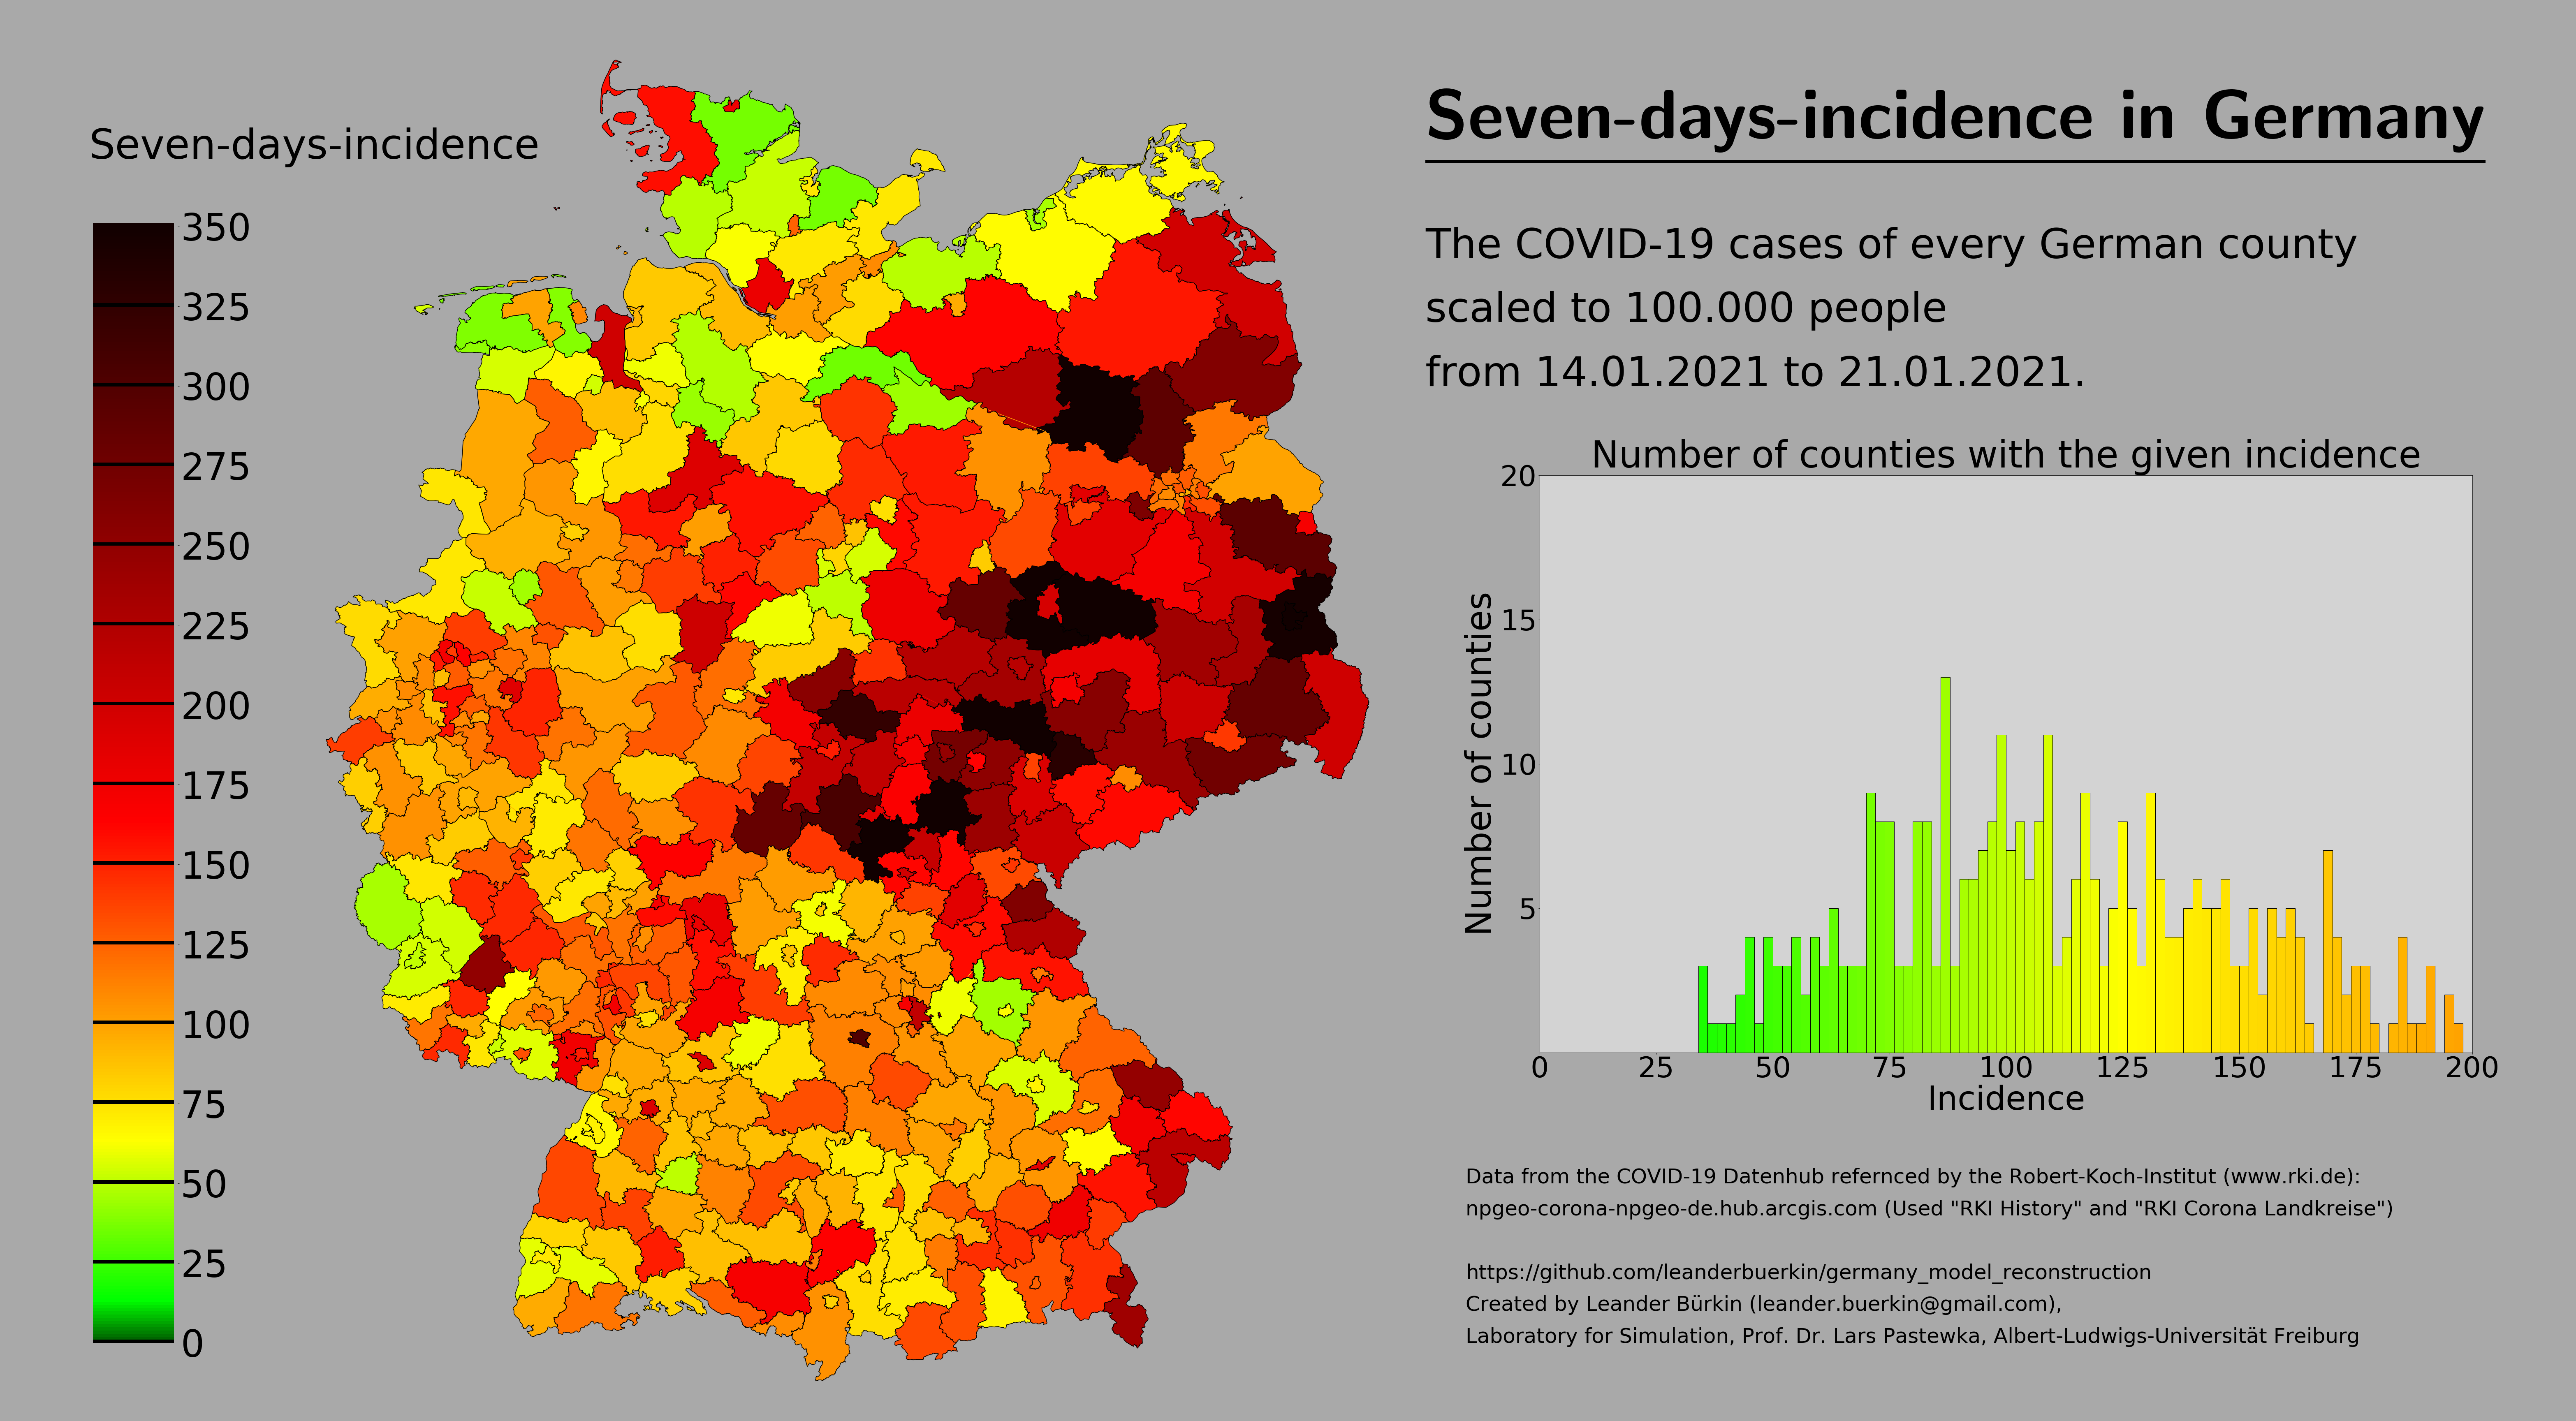 Seven-days-incidence
350
325
300
275
250
225
200
175
150
125
100
75
50
25
0
Seven-days-incidence in Germany
The COVID-19 cases of every German county
scaled to 100.000 people
from 14.01.2021 to 21.01.2021.
Number of counties with the given incidence
20
15
10
5
Number of counties
0 25 50 75 100 125 150 175 200
Incidence
Data from the COVID-19 Datenhub refernced by the Robert-Koch-Institut (www.rki.de):
npgeo-corona-npgeo-de.hub.arcgis.com (Used "RKI History" and "RKI Corona Landkreise")
https://github.com/leanderbuerkin/germany_model_reconstruction
Created by Leander Bürkin (leander.buerkin@gmail.com),
Laboratory for Simulation, Prof. Dr. Lars Pastewka, Albert-Ludwigs-Universität Freiburg